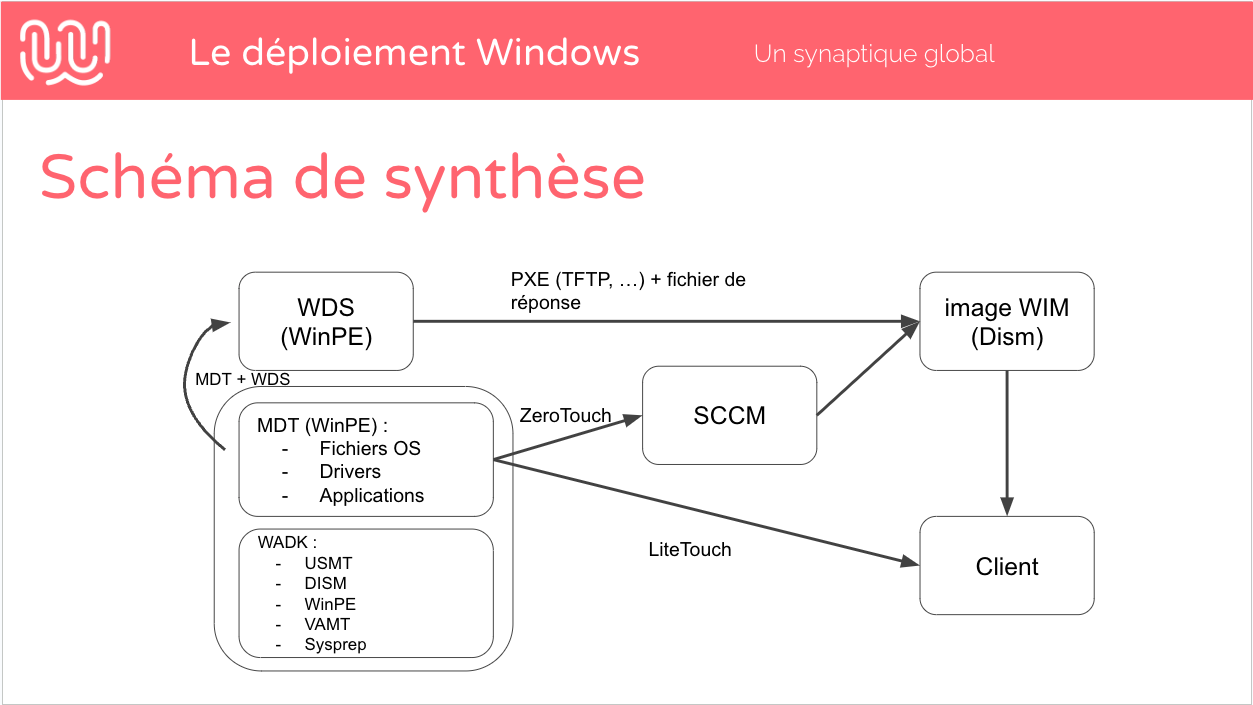 Le déploiement Windows
Un synaptique global
Schéma de synthèse
WDS
(WinPE)
PXE (TFTP, …) + fichier de
réponse
image WIM
(Dism)
MDT + WDS
MDT (WinPE) :
- Fichiers OS
- Drivers
- Applications
ZeroTouch
SCCM
LiteTouch
WADK :
- USMT
- DISM
- WinPE
- VAMT
- Sysprep
Client